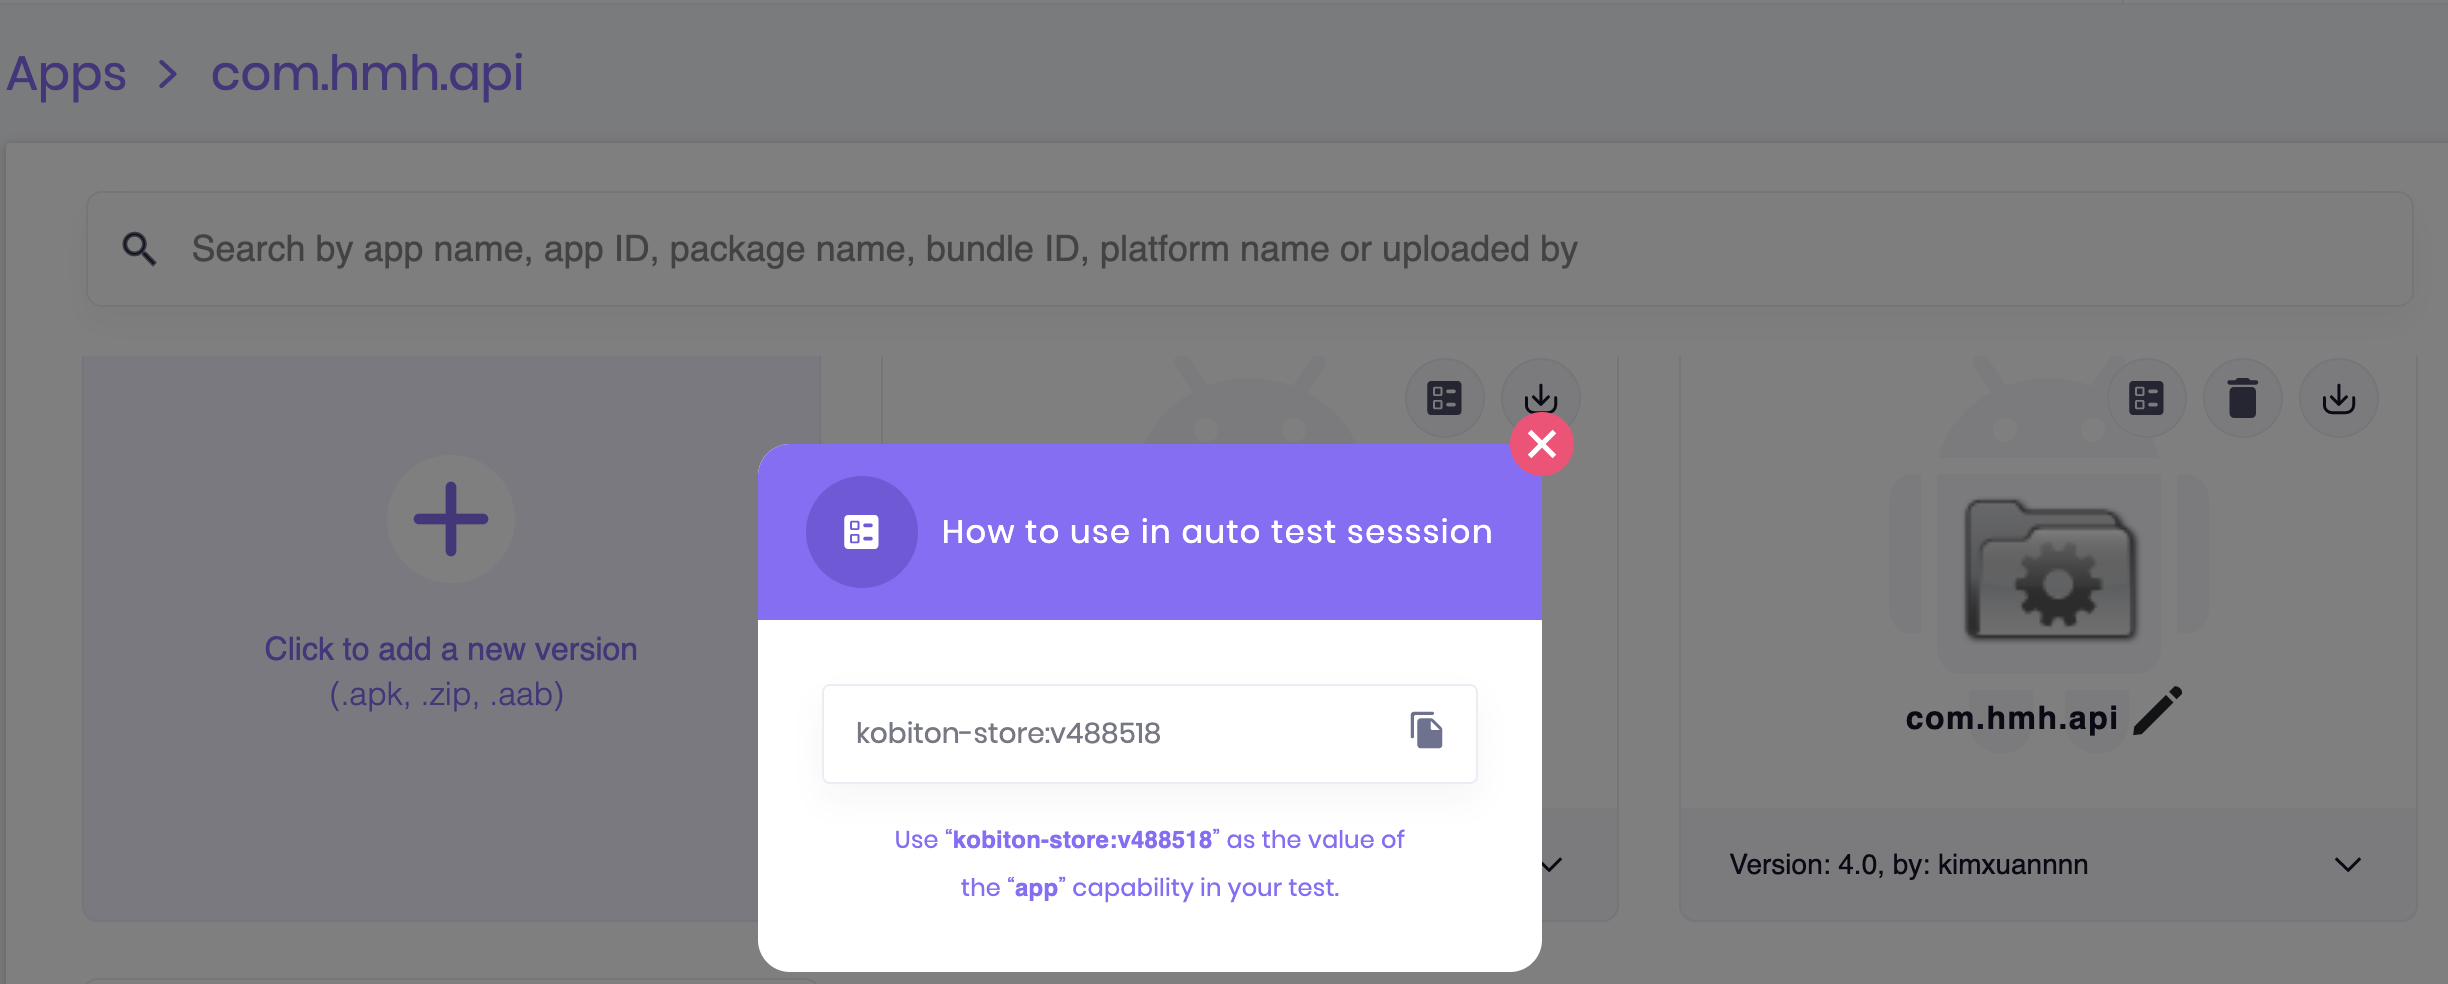 Apps > com.hmh.api
Search by app name, app ID, package name, bundle ID, platform name or uploaded by
Click to add a new version
(.apk, .zip, .aab)
How to use in auto test sesssion
kobiton-store:v488518
Use “kobiton-store:v488518” as the value of
the “app” capability in your test.
com.hmh.api
Version: 4.0, by: kimxuannnn